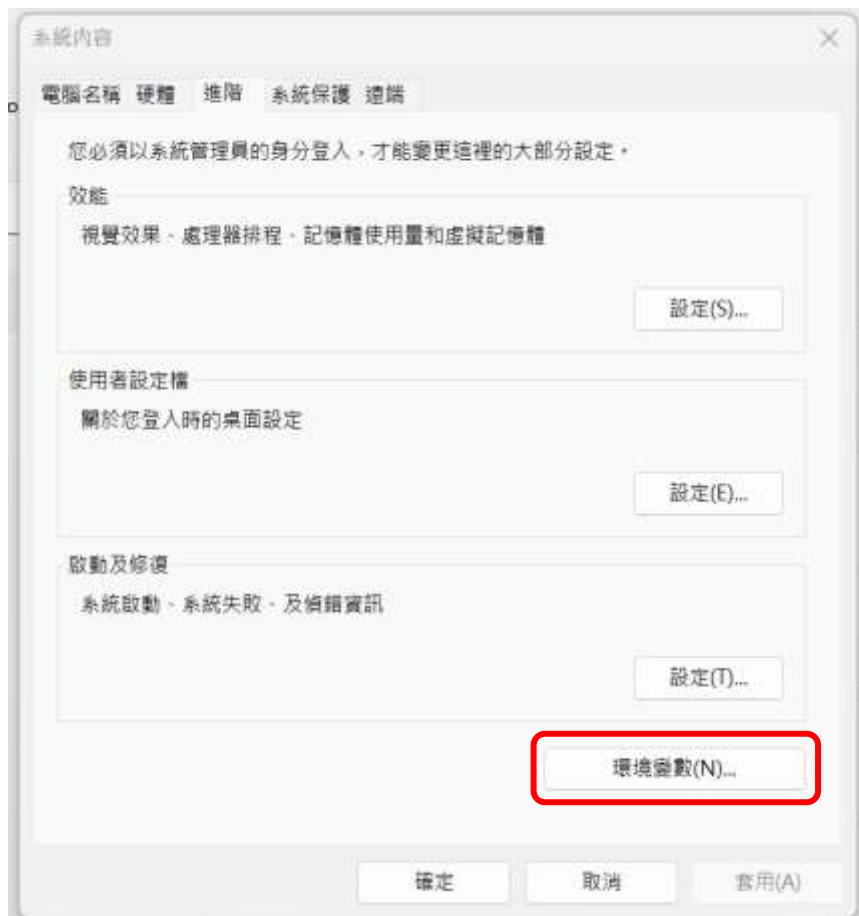 系統內容
電腦名稱 硬體 進階 系統保護 遠端
您必須以系統管理員的身分登入，才能變更這裡的大部分設定。
效能
視覺效果、處理器排程、記憶體使用量和虛擬記憶體
設定(S)...
使用者設定檔
關於您登入時的桌面設定
設定(E)...
啟動及修復
系統啟動、系統失敗、及偵錯資訊
設定(T)...
環境變數(N)...
確定 取消 套用(A)